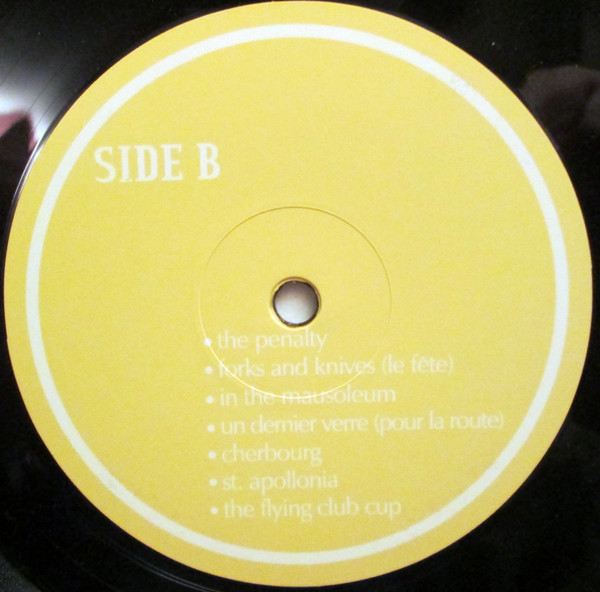 SIDE B
• the penalty
• forks and knives (le fête)
• in the mausoleum
• un dernier verre (pour la route)
• cherbourg
• st. apollonia
• the flying club cup